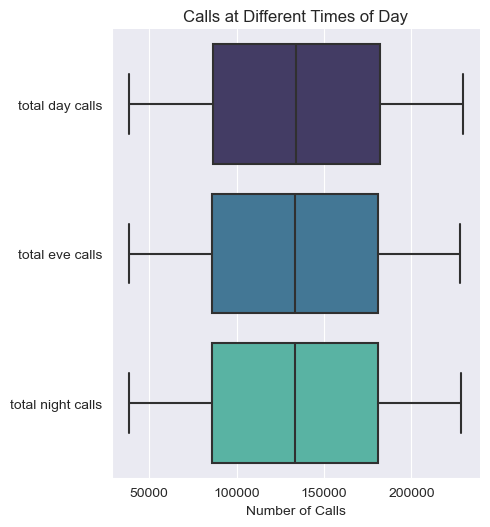 Calls at Different Times of Day
total day calls
total eve calls
total night calls
50000
100000
150000
200000
Number of Calls